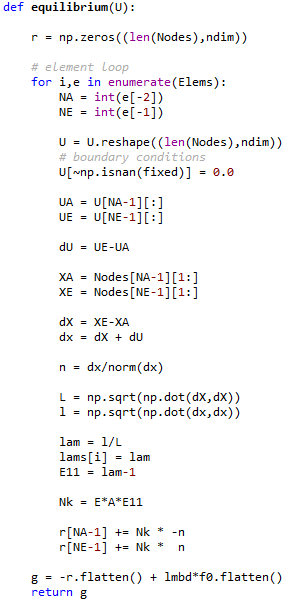 def equilibrium(U):
r = np.zeros((len(Nodes),ndim))
# element loop
for i,e in enumerate(Elems):
NA = int(e[-2])
NE = int(e[-1])
U = U.reshape((len(Nodes),ndim))
# boundary conditions
U[~np.isnan(fixed)] = 0.0
UA = U[NA-1][:]
UE = U[NE-1][:]
dU = UE-UA
XA = Nodes[NA-1][1:]
XE = Nodes[NE-1][1:]
dX = XE-XA
dx = dX + dU
n = dx/norm(dx)
L = np.sqrt(np.dot(dX,dX))
l = np.sqrt(np.dot(dx,dx))
lam = l/L
lams[i] = lam
E11 = lam-1
Nk = E*A*E11
r[NA-1] += Nk * -n
r[NE-1] += Nk *  n
g = -r.flatten() + lmbd*f0.flatten()
return g